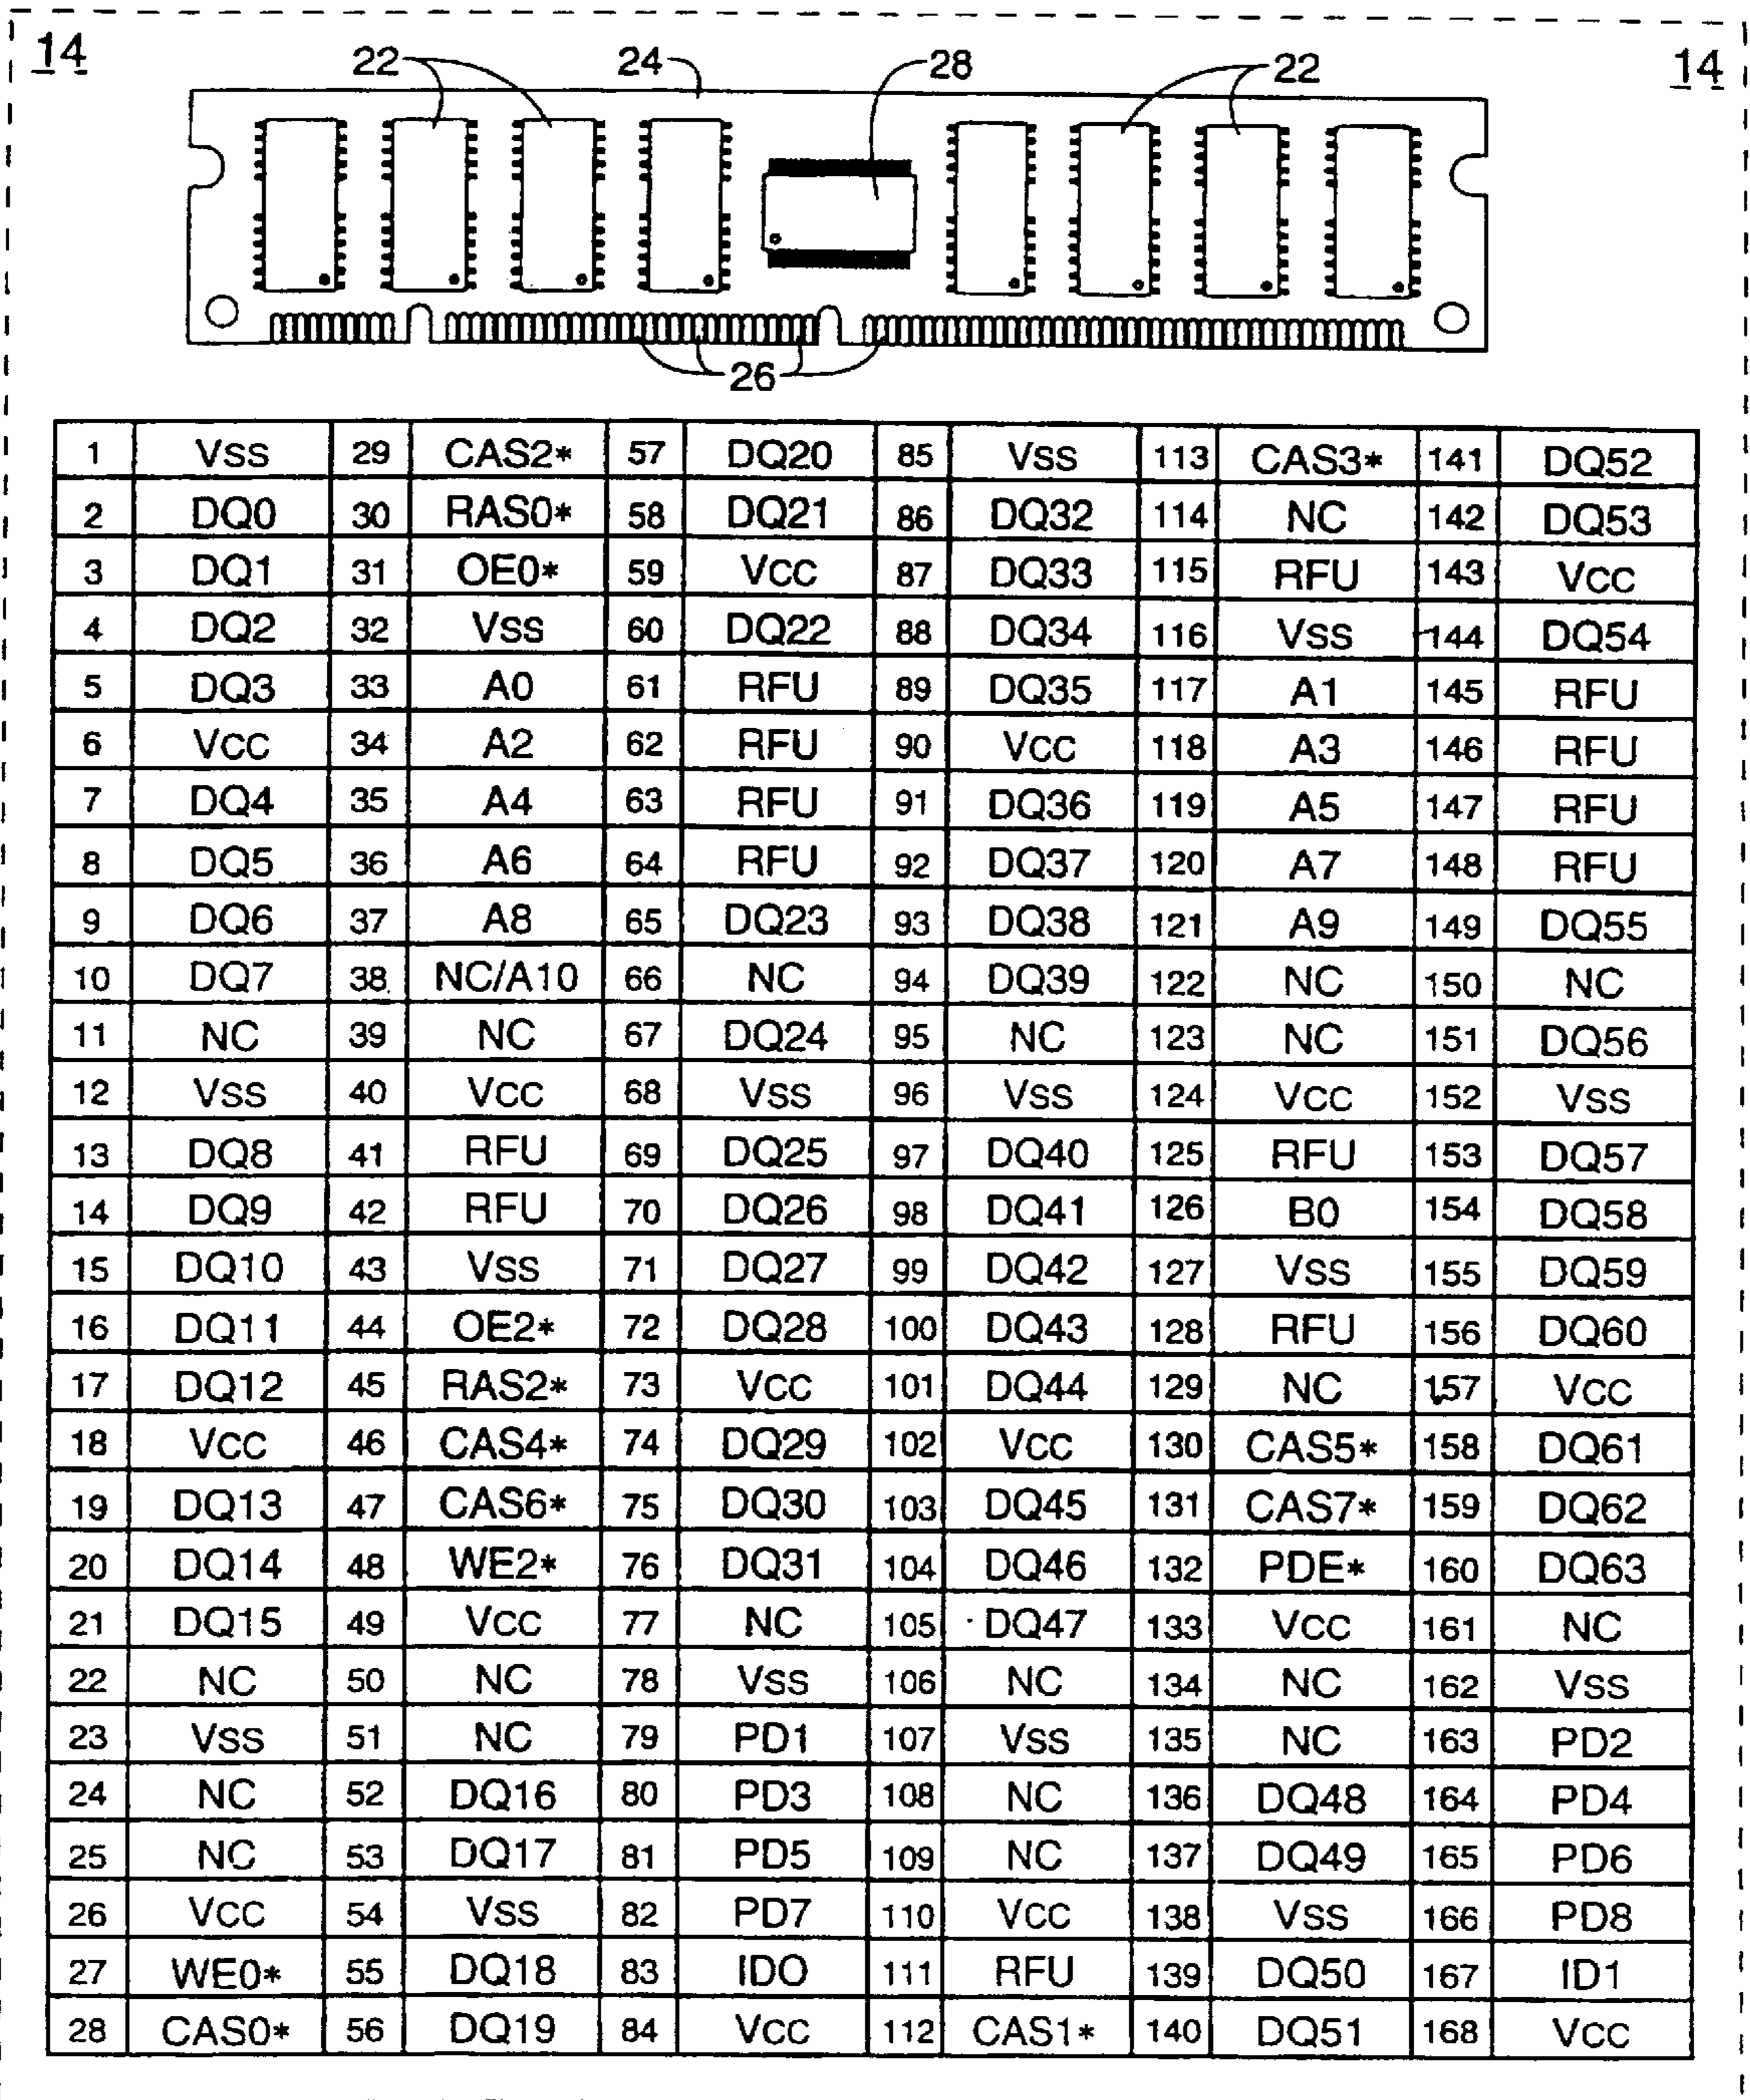 14 22 24 28 22 14
26
1 VSS 29 CAS2* 57 DQ20 85 VSS 113 CAS3* 141 DQ52
2 DQ0 30 RAS0* 58 DQ21 86 DQ32 114 NC 142 DQ53
3 DQ1 31 OE0* 59 VCC 87 DQ33 115 RFU 143 VCC
4 DQ2 32 VSS 60 DQ22 88 DQ34 116 VSS 144 DQ54
5 DQ3 33 A0 61 RFU 89 DQ35 117 A1 145 RFU
6 VCC 34 A2 62 RFU 90 VCC 118 A3 146 RFU
7 DQ4 35 A4 63 RFU 91 DQ36 119 A5 147 RFU
8 DQ5 36 A6 64 RFU 92 DQ37 120 A7 148 RFU
9 DQ6 37 A8 65 DQ23 93 DQ38 121 A9 149 DQ55
10 DQ7 38 NC/A10 66 NC 94 DQ39 122 NC 150 NC
11 NC 39 NC 67 DQ24 95 NC 123 NC 151 DQ56
12 VSS 40 VCC 68 VSS 96 VSS 124 VCC 152 VSS
13 DQ8 41 RFU 69 DQ25 97 DQ40 125 RFU 153 DQ57
14 DQ9 42 RFU 70 DQ26 98 DQ41 126 B0 154 DQ58
15 DQ10 43 VSS 71 DQ27 99 DQ42 127 VSS 155 DQ59
16 DQ11 44 OE2* 72 DQ28 100 DQ43 128 RFU 156 DQ60
17 DQ12 45 RAS2* 73 VCC 101 DQ44 129 NC 157 VCC
18 VCC 46 CAS4* 74 DQ29 102 VCC 130 CAS5* 158 DQ61
19 DQ13 47 CAS6* 75 DQ30 103 DQ45 131 CAS7* 159 DQ62
20 DQ14 48 WE2* 76 DQ31 104 DQ46 132 PDE* 160 DQ63
21 DQ15 49 VCC 77 NC 105 DQ47 133 VCC 161 NC
22 NC 50 NC 78 VSS 106 NC 134 NC 162 VSS
23 VSS 51 NC 79 PD1 107 VSS 135 NC 163 PD2
24 NC 52 DQ16 80 PD3 108 NC 136 DQ48 164 PD4
25 NC 53 DQ17 81 PD5 109 NC 137 DQ49 165 PD6
26 VCC 54 VSS 82 PD7 110 VCC 138 VSS 166 PD8
27 WE0* 55 DQ18 83 IDO 111 RFU 139 DQ50 167 ID1
28 CAS0* 56 DQ19 84 VCC 112 CAS1* 140 DQ51 168 VCC